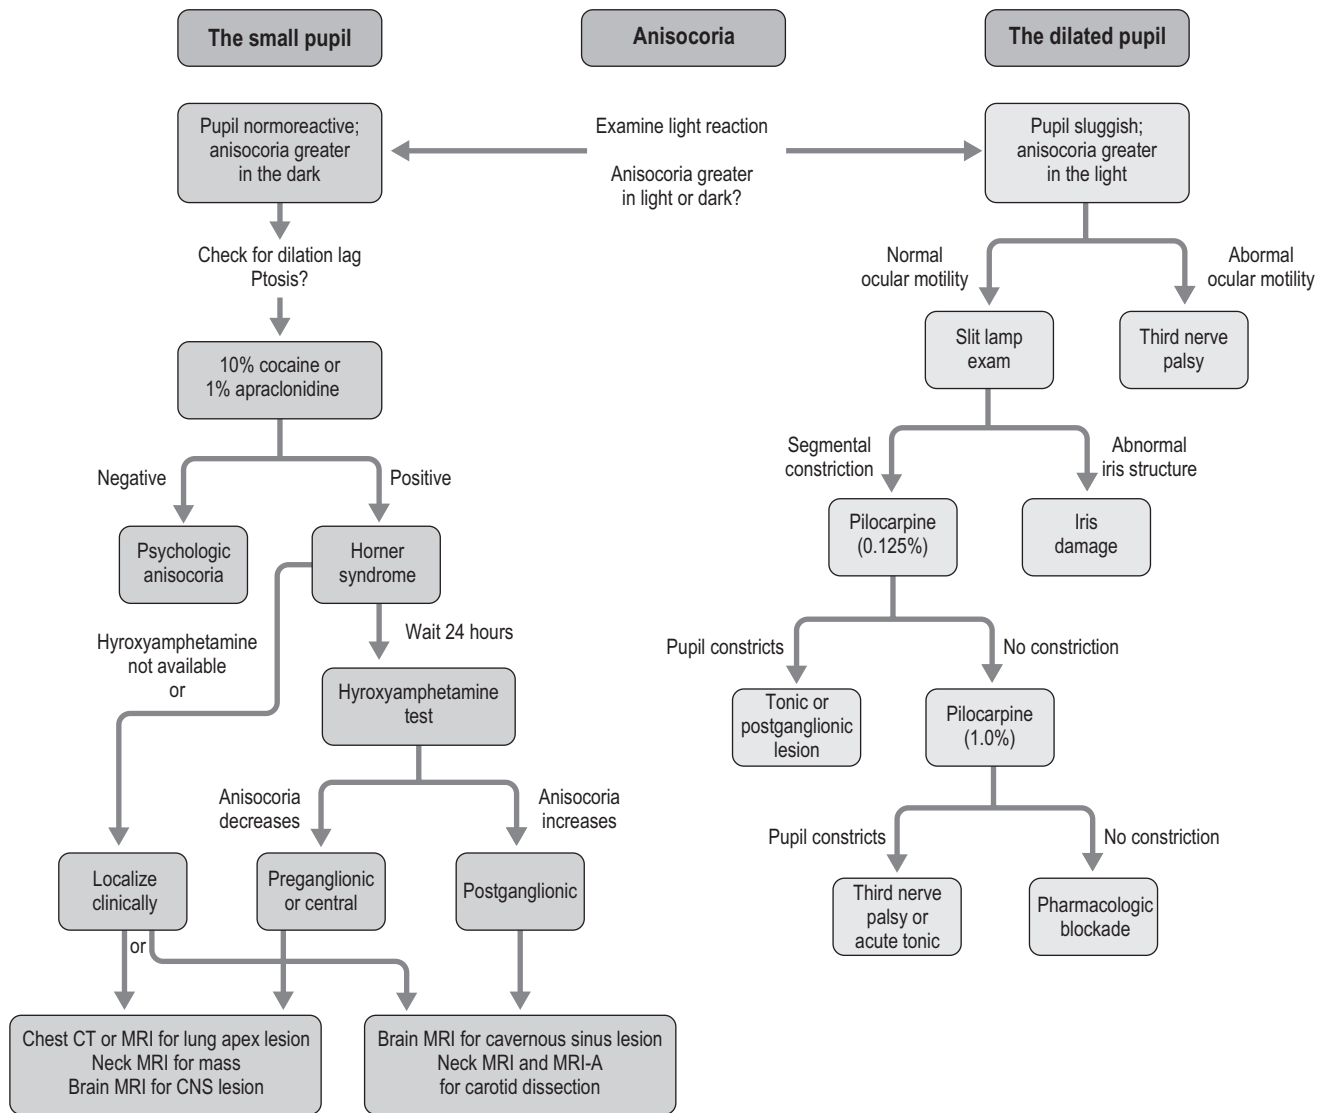 The small pupil
Anisocoria
The dilated pupil
Pupil normoreactive;
anisocoria greater
in the dark
Examine light reaction
Anisocoria greater
in light or dark?
Pupil sluggish;
anisocoria greater
in the light
Check for dilation lag
Ptosis?
Normal
ocular motility
Abormal
ocular motility
10% cocaine or
1% apraclonidine
Slit lamp
exam
Third nerve
palsy
Negative
Positive
Segmental
constriction
Abnormal
iris structure
Psychologic
anisocoria
Horner
syndrome
Pilocarpine
(0.125%)
Iris
damage
Hyroxyamphetamine
not available
or
Wait 24 hours
Pupil constricts
No constriction
Hyroxyamphetamine
test
Tonic or
postganglionic
lesion
Pilocarpine
(1.0%)
Anisocoria
decreases
Anisocoria
increases
Pupil constricts
No constriction
Localize
clinically
Preganglionic
or central
Postganglionic
Third nerve
palsy or
acute tonic
Pharmacologic
blockade
or
Chest CT or MRI for lung apex lesion
Neck MRI for mass
Brain MRI for CNS lesion
Brain MRI for cavernous sinus lesion
Neck MRI and MRI-A
for carotid dissection